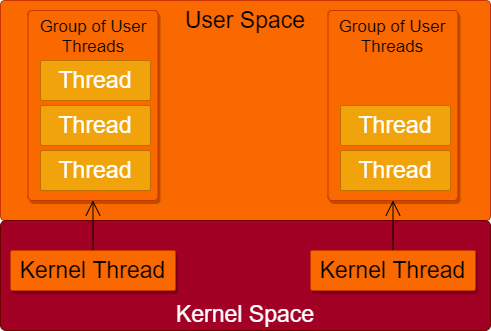 User Space
Group of User
Threads
Thread
Thread
Thread
Group of User
Threads
Thread
Thread
Kernel Thread
Kernel Thread
Kernel Space